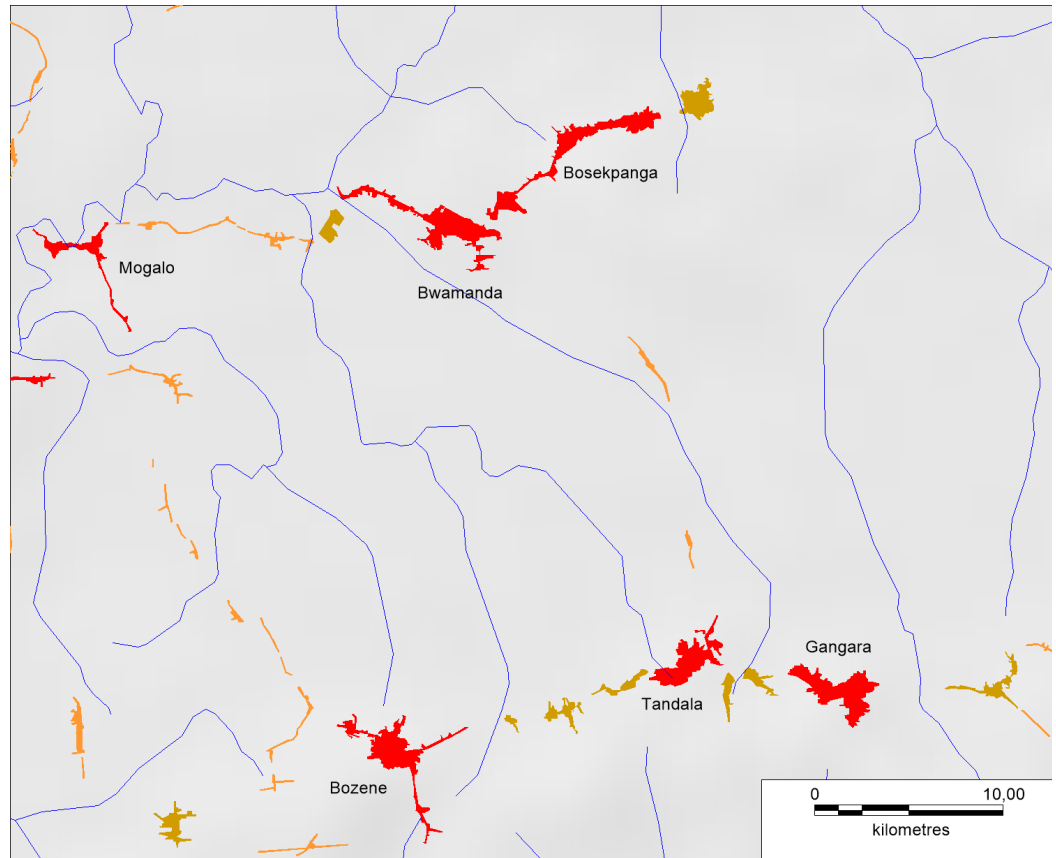 Bosekpanga
Mogalo
Bwamanda
Gangara
Tandala
Bozene
0 10,00
kilometres